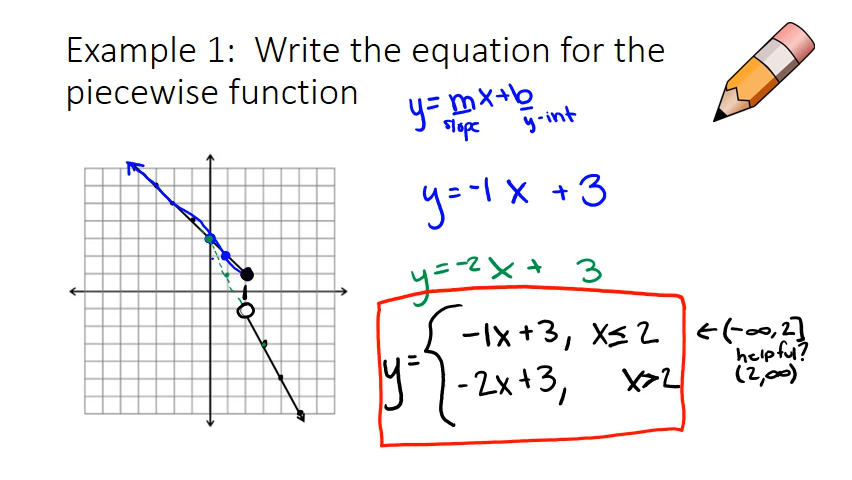 Example 1:  Write the equation for the
piecewise function
y=mx+b
slope
y-int
y=-1x+3
y=-2x+3
y={
-1x+3, x≤2
-2x+3, x>2
←(-∞,2]
helpful?
(2,∞)